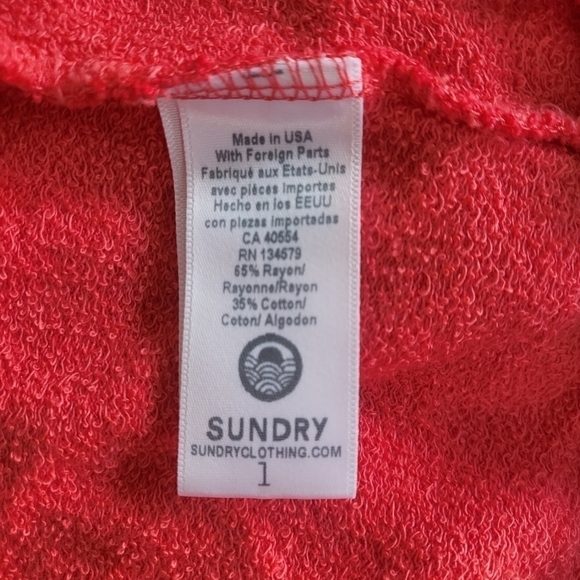 Made in USA
With Foreign Parts
Fabriqué aux Etats-Unis
avec pièces importes
Hecho en los EEUU
con piezas importadas
CA 40554
RN 134579
65% Rayon/
Rayonne/Rayon
35% Cotton/
Coton/ Algodon
SUNDRY
SUNDRYCLOTHING.COM
1